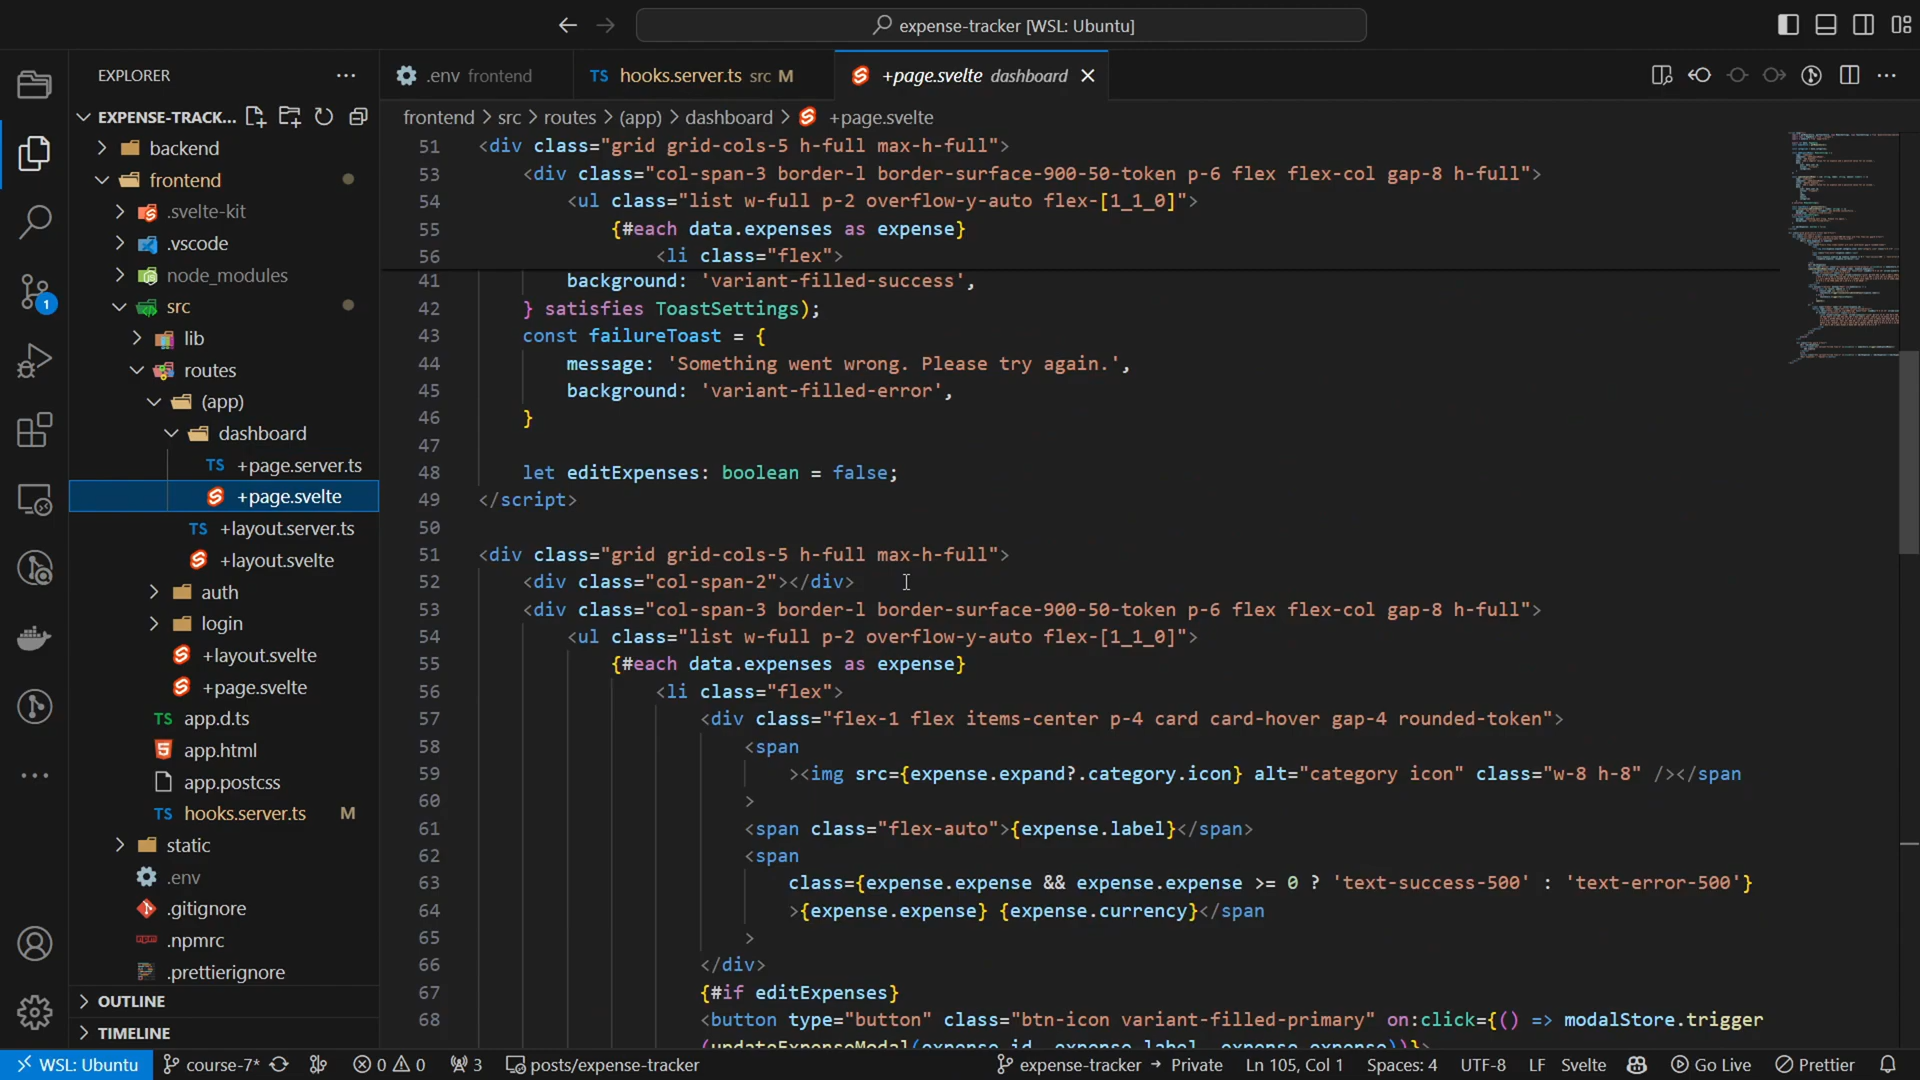 expense-tracker [WSL: Ubuntu]
EXPLORER
.env frontend
TS hooks.server.ts src M
+page.svelte dashboard
EXPENSE-TRACK...
frontend > src > routes > (app) > dashboard > +page.svelte
backend
frontend
.svelte-kit
.vscode
node_modules
src
lib
routes
(app)
dashboard
TS +page.server.ts
+page.svelte
TS +layout.server.ts
+layout.svelte
auth
login
+layout.svelte
+page.svelte
TS app.d.ts
app.html
app.postcss
TS hooks.server.ts M
static
.env
.gitignore
.npmrc
.prettierignore
OUTLINE
TIMELINE
1
51 <div class="grid grid-cols-5 h-full max-h-full">
53 <div class="col-span-3 border-l border-surface-900-50-token p-6 flex flex-col gap-8 h-full">
54 <ul class="list w-full p-2 overflow-y-auto flex-[1_1_0]">
55 {#each data.expenses as expense}
56 <li class="flex">
41 background: 'variant-filled-success',
42 } satisfies ToastSettings);
43 const failureToast = {
44 message: 'Something went wrong. Please try again.',
45 background: 'variant-filled-error',
46 }
47
48 let editExpenses: boolean = false;
49 </script>
50
51 <div class="grid grid-cols-5 h-full max-h-full">
52 <div class="col-span-2"></div>
53 <div class="col-span-3 border-l border-surface-900-50-token p-6 flex flex-col gap-8 h-full">
54 <ul class="list w-full p-2 overflow-y-auto flex-[1_1_0]">
55 {#each data.expenses as expense}
56 <li class="flex">
57 <div class="flex-1 flex items-center p-4 card card-hover gap-4 rounded-token">
58 <span
59 ><img src={expense.expand?.category.icon} alt="category icon" class="w-8 h-8" /></span
60 >
61 <span class="flex-auto">{expense.label}</span>
62 <span
63 class={expense.expense && expense.expense >= 0 ? 'text-success-500' : 'text-error-500'}
64 >{expense.expense} {expense.currency}</span
65 >
66 </div>
67 {#if editExpenses}
68 <button type="button" class="btn-icon variant-filled-primary" on:click={() => modalStore.trigger
(updateExpenseModal(expense.id, expense.label, expense.expense))}>
WSL: Ubuntu course-7* 0 0 3 posts/expense-tracker expense-tracker → Private Ln 105, Col 1 Spaces: 4 UTF-8 LF Svelte Go Live Prettier